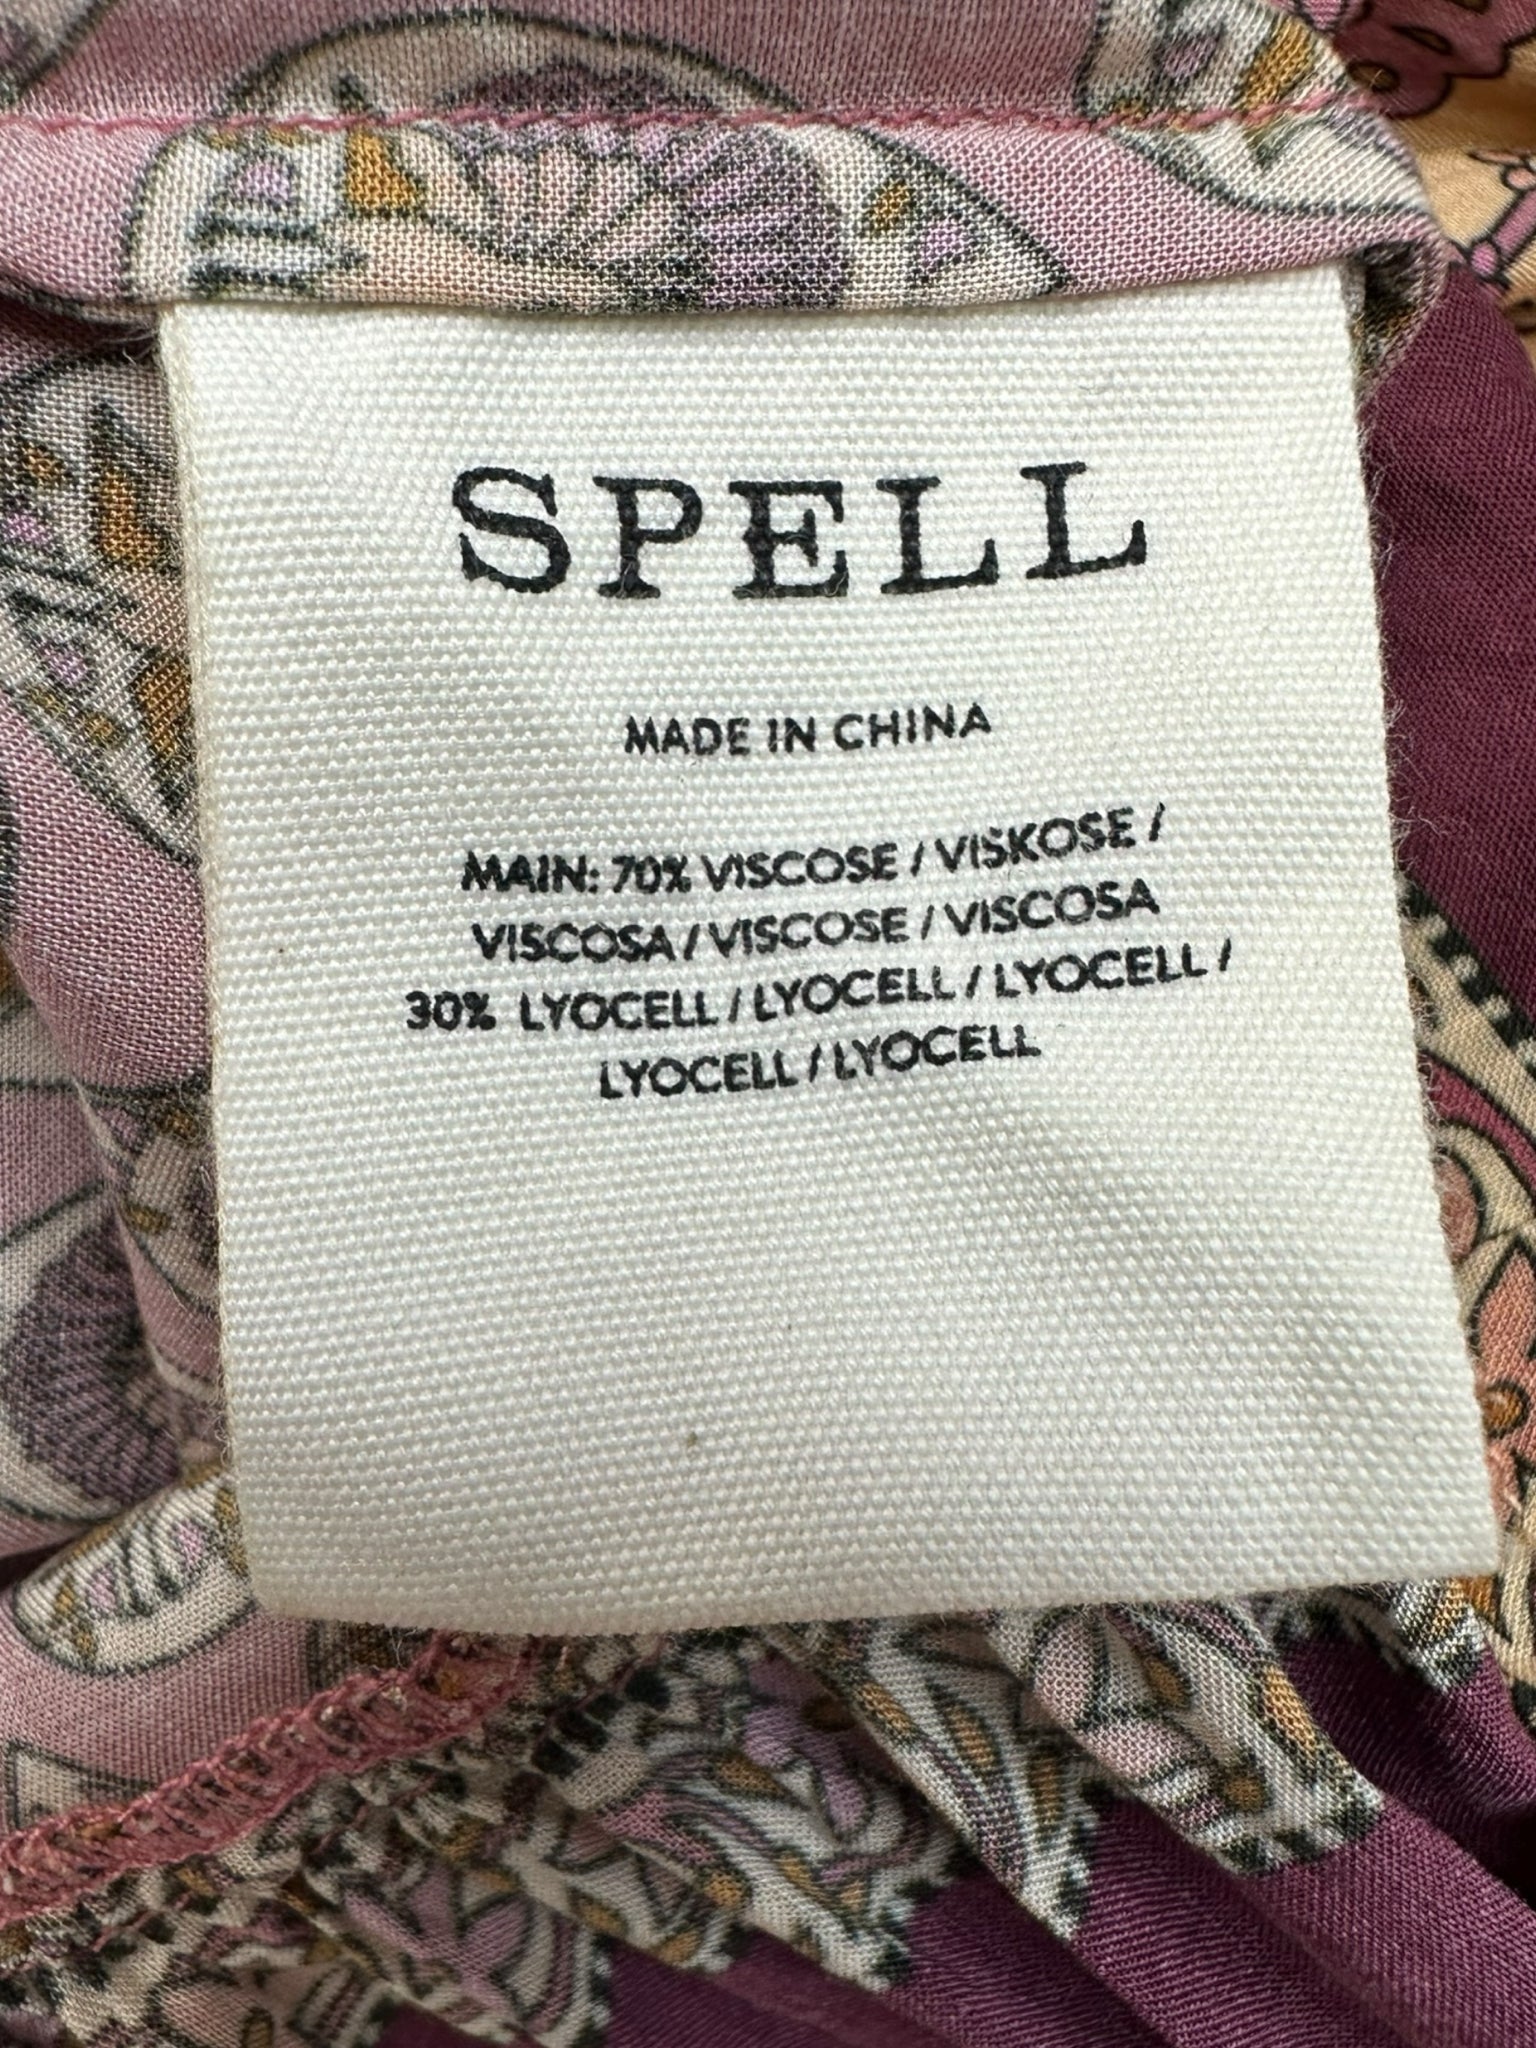 SPELL
MADE IN CHINA
MAIN: 70% VISCOSE / VISKOSE /
VISCOSA / VISCOSE / VISCOSA
30% LYOCELL / LYOCELL / LYOCELL /
LYOCELL / LYOCELL